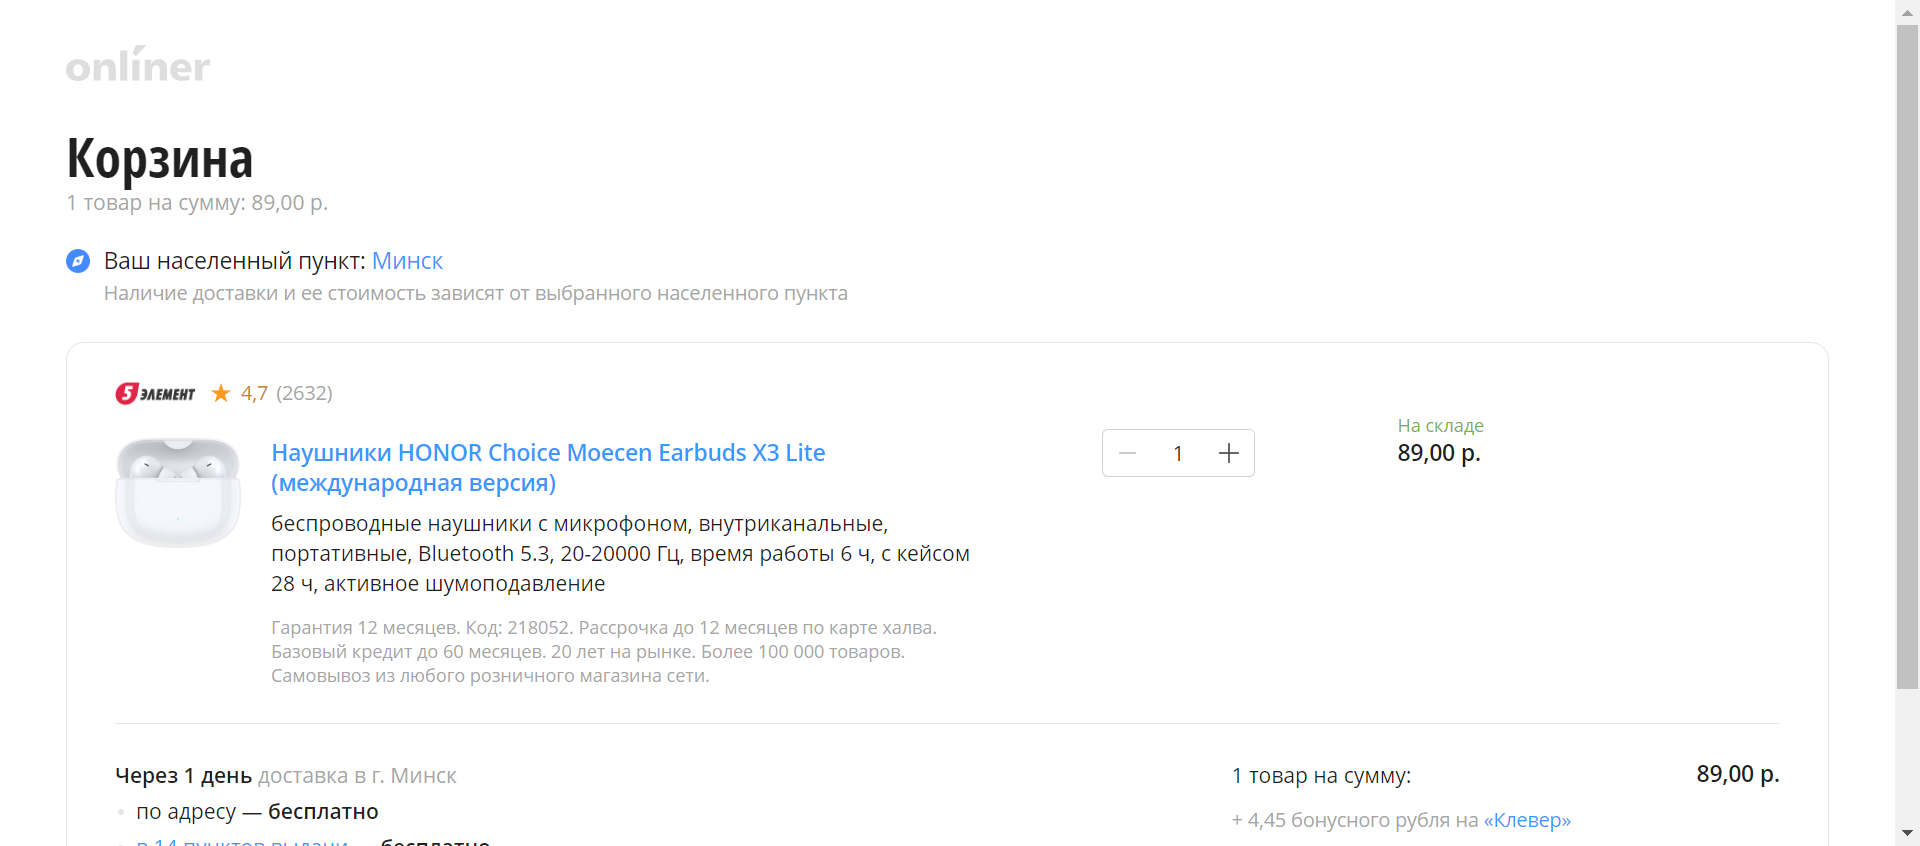 onliner
Корзина
1 товар на сумму: 89,00 р.
Ваш населенный пункт: Минск
Наличие доставки и ее стоимость зависят от выбранного населенного пункта
5 ЭЛЕМЕНТ 4,7 (2632)
Наушники HONOR Choice Moecen Earbuds X3 Lite
(международная версия)
беспроводные наушники с микрофоном, внутриканальные,
портативные, Bluetooth 5.3, 20-20000 Гц, время работы 6 ч, с кейсом
28 ч, активное шумоподавление
Гарантия 12 месяцев. Код: 218052. Рассрочка до 12 месяцев по карте халва.
Базовый кредит до 60 месяцев. 20 лет на рынке. Более 100 000 товаров.
Самовывоз из любого розничного магазина сети.
1
На складе
89,00 р.
Через 1 день доставка в г. Минск
по адресу — бесплатно
в 14 пунктов выдачи — бесплатно
1 товар на сумму: 89,00 р.
+ 4,45 бонусного рубля на «Клевер»